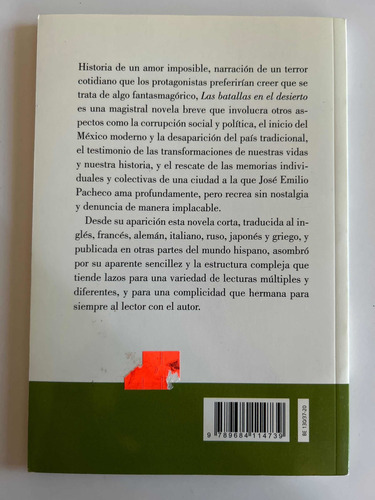 Historia de un amor imposible, narración de un terror
cotidiano que los protagonistas preferirían creer que se
trata de algo fantasmagórico, Las batallas en el desierto
es una magistral novela breve que involucra otros as-
pectos como la corrupción social y política, el inicio del
México moderno y la desaparición del país tradicional,
el testimonio de las transformaciones de nuestras vidas
y nuestra historia, y el rescate de las memorias indivi-
duales y colectivas de una ciudad a la que José Emilio
Pacheco ama profundamente, pero recrea sin nostalgia
y denuncia de manera implacable.
Desde su aparición esta novela corta, traducida al in-
glés, francés, alemán, italiano, ruso, japonés y griego, y
publicada en otras partes del mundo hispano, asombró
por su aparente sencillez y la estructura compleja que
tiende lazos para una variedad de lecturas múltiples y
diferentes, y para una complicidad que hermana para
siempre al lector con el autor.
9 789684 114739
RE 130/37-20